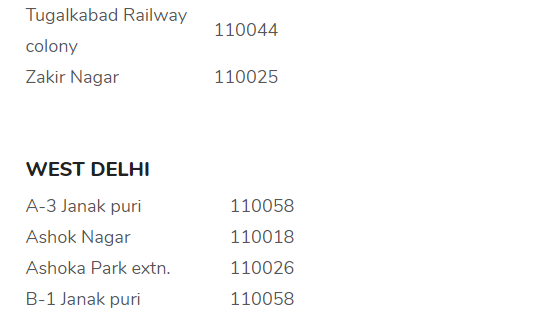 Tugalkabad Railway
colony 110044
Zakir Nagar 110025
WEST DELHI
A-3 Janak puri 110058
Ashok Nagar 110018
Ashoka Park extn. 110026
B-1 Janak puri 110058